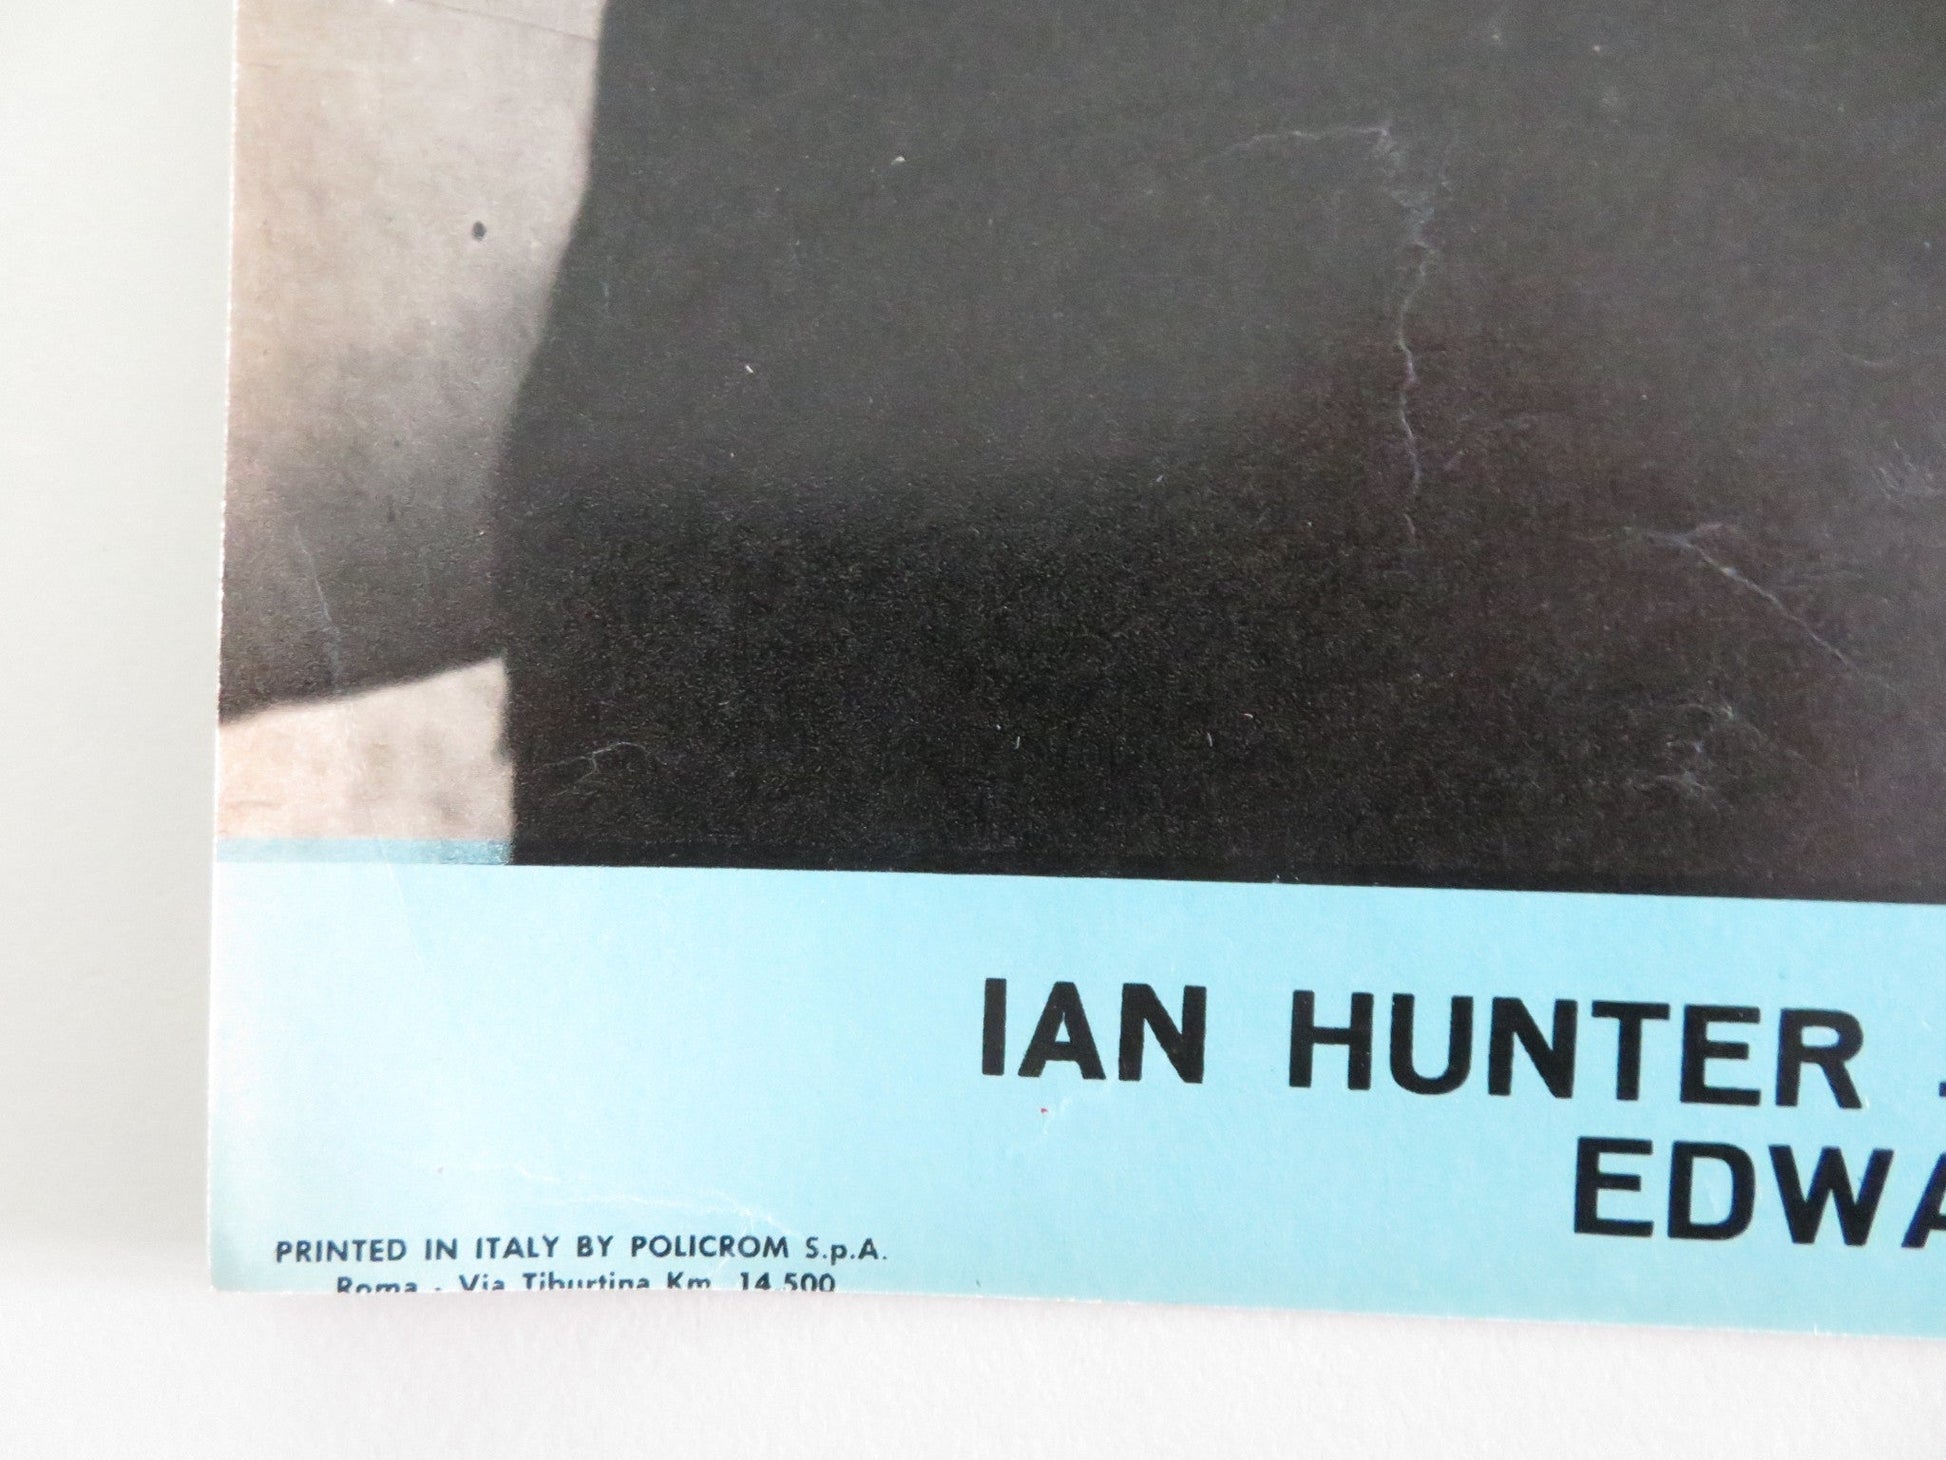 IAN HUNTER
EDWA
PRINTED IN ITALY BY POLICROM S.p.A.
Roma - Via Tiburtina Km. 14.500